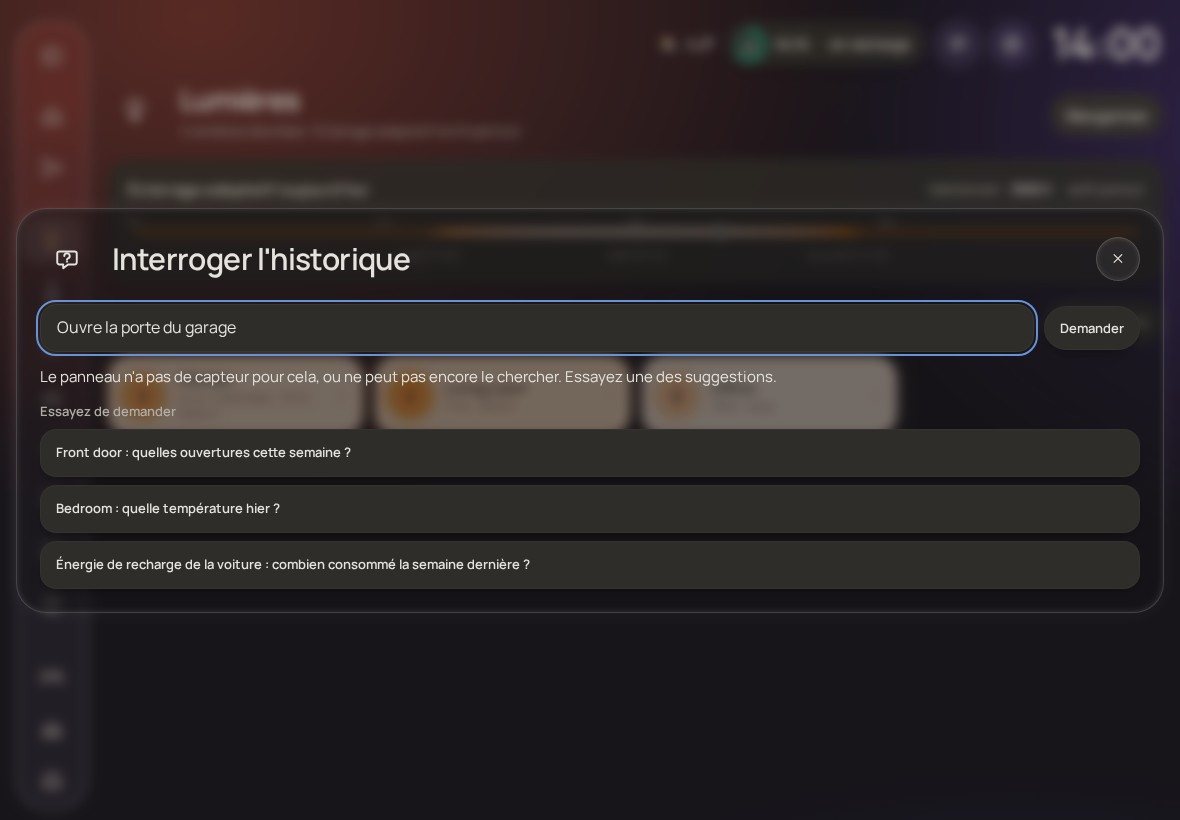 14:00
Lumières
Interroger l'historique
Ouvre la porte du garage
Demander
Le panneau n'a pas de capteur pour cela, ou ne peut pas encore le chercher. Essayez une des suggestions.
Essayez de demander
Front door : quelles ouvertures cette semaine ?
Bedroom : quelle température hier ?
Énergie de recharge de la voiture : combien consommé la semaine dernière ?